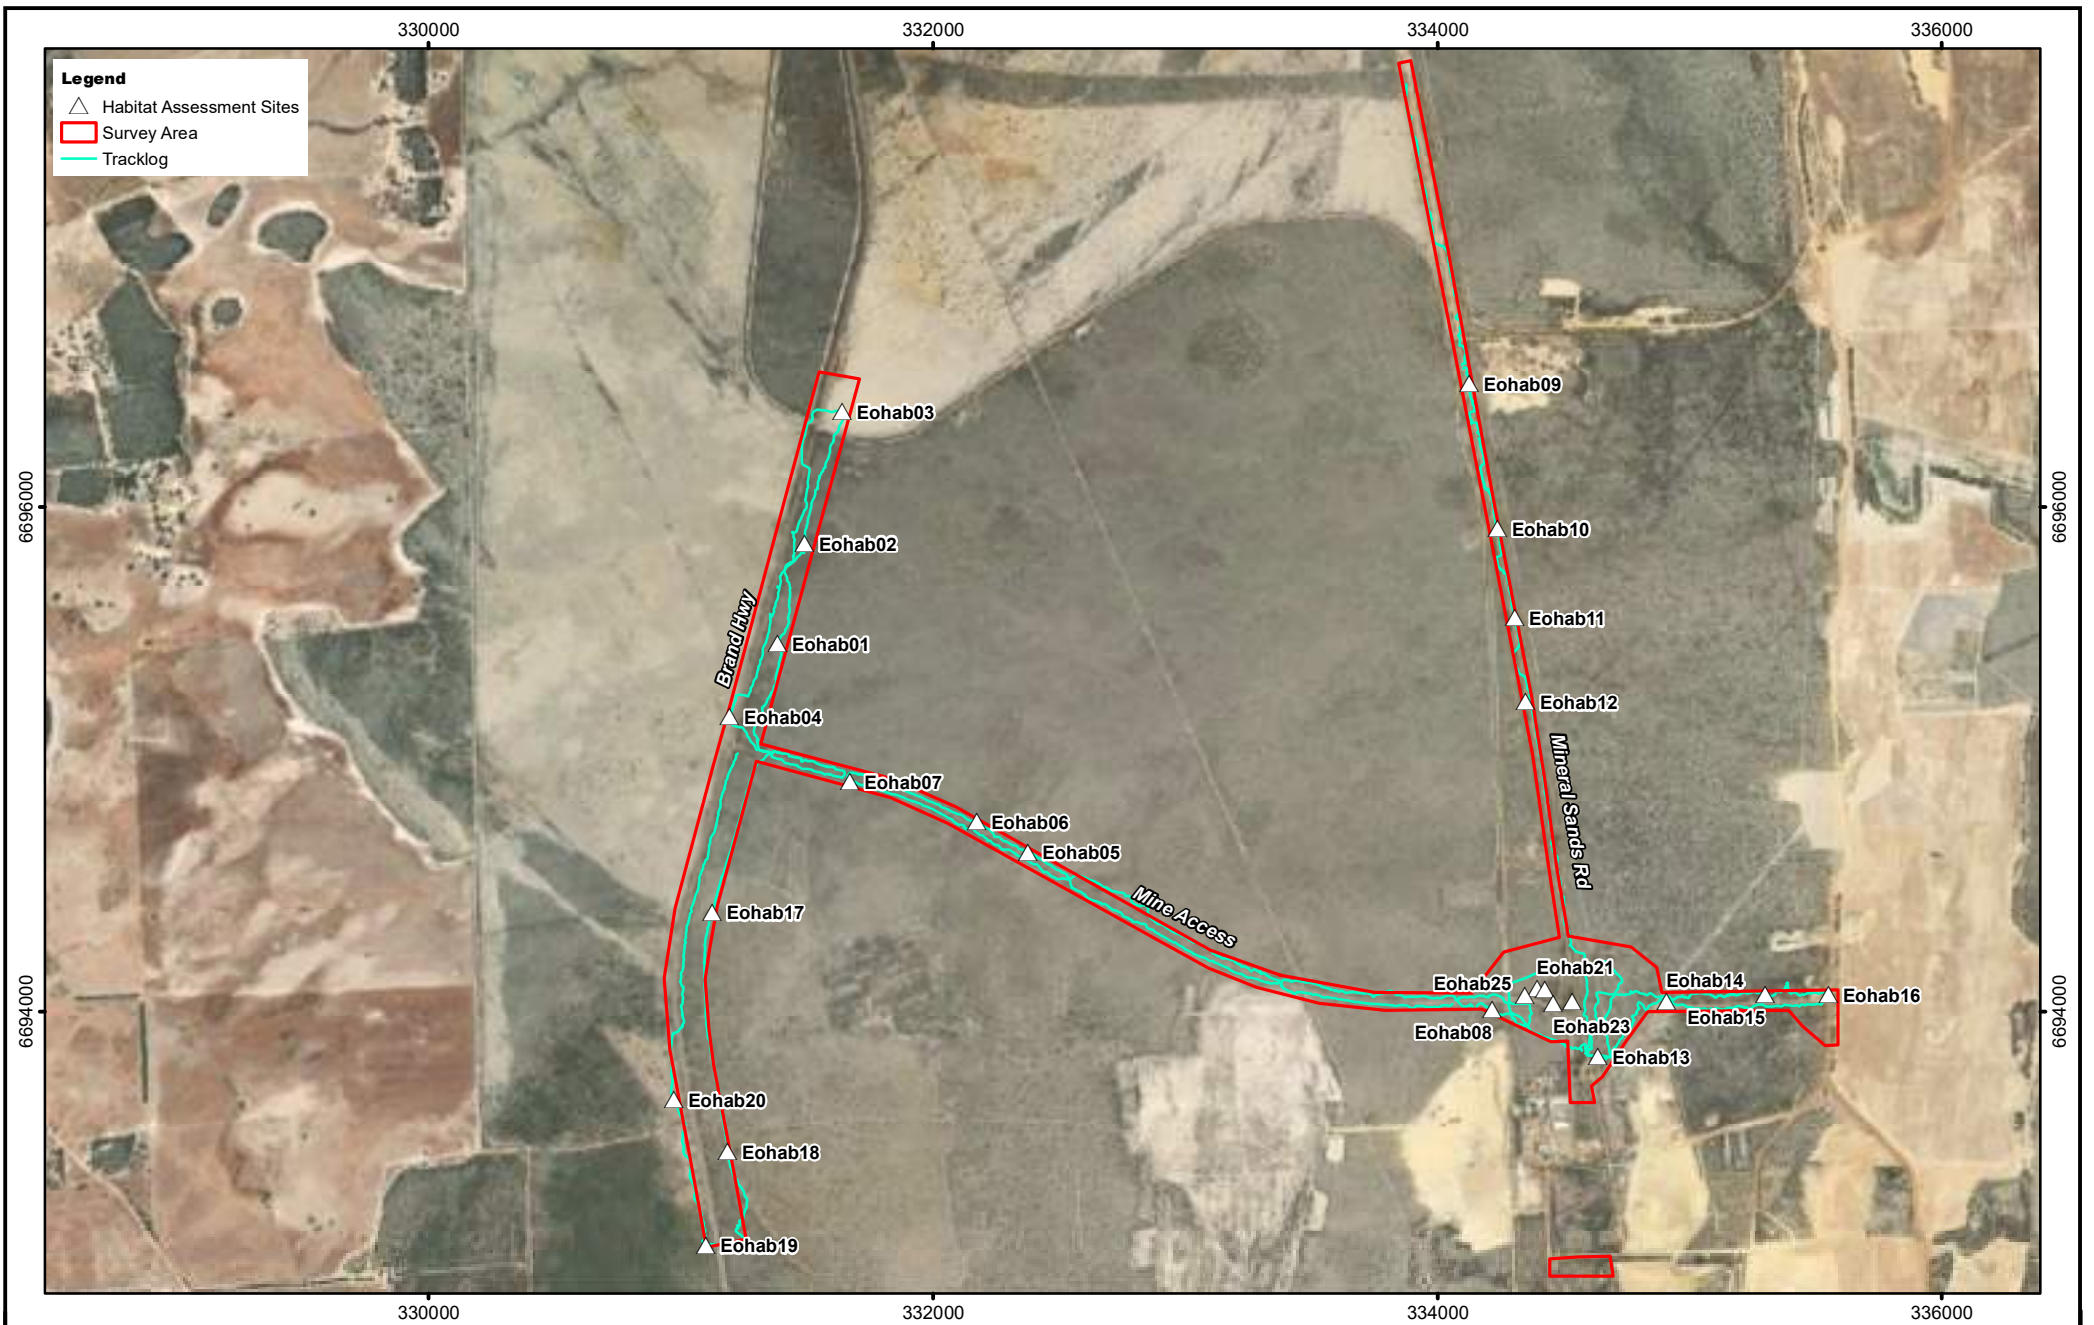 330000
332000
334000
336000
Legend
Habitat Assessment Sites
Survey Area
Tracklog
Eohab09
Eohab03
6696000
6696000
Eohab10
Eohab02
Eohab11
Brand Hwy
Eohab01
Eohab12
Eohab04
Mineral Sands Rd
Eohab07
Eohab06
Eohab05
Mine Access
Eohab17
Eohab21
Eohab25
Eohab14
Eohab16
6694000
6694000
Eohab15
Eohab23
Eohab08
Eohab13
Eohab20
Eohab18
Eohab19
330000
332000
334000
336000